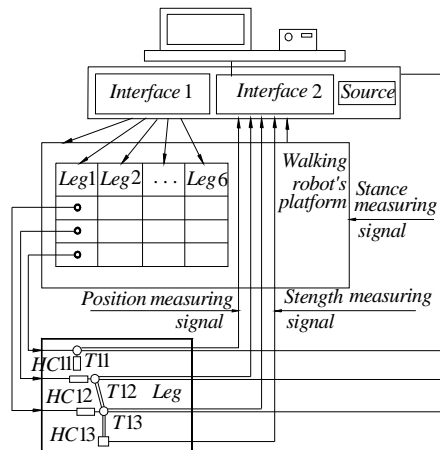 Interface 1
Interface 2
Source
Leg1
Leg2
...
Leg6
Walking
robot's
platform
Stance
measuring
signal
Position measuring
signal
Stength measuring
signal
HC11
T11
HC12
T12
Leg
T13
HC13